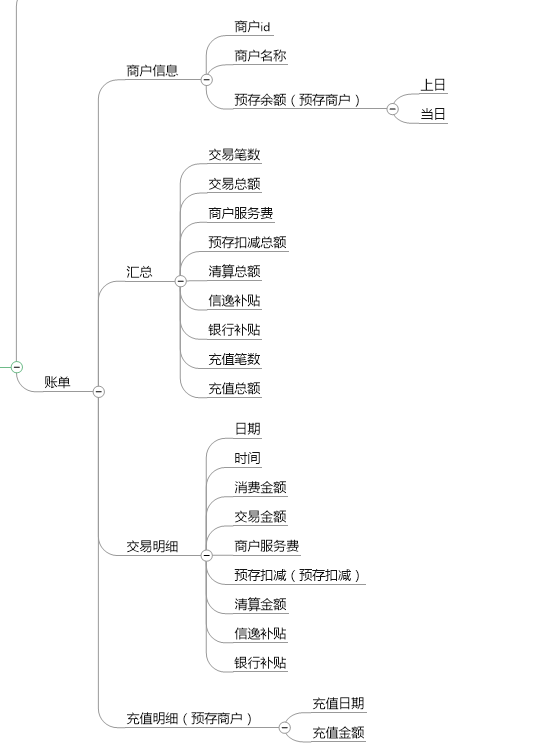 商户id
商户名称
商户信息
预存余额（预存商户）
上日
当日
交易笔数
交易总额
商户服务费
预存扣减总额
汇总
清算总额
信逸补贴
银行补贴
充值笔数
充值总额
账单
日期
时间
消费金额
交易金额
交易明细
商户服务费
预存扣减（预存扣减）
清算金额
信逸补贴
银行补贴
充值明细（预存商户）
充值日期
充值金额